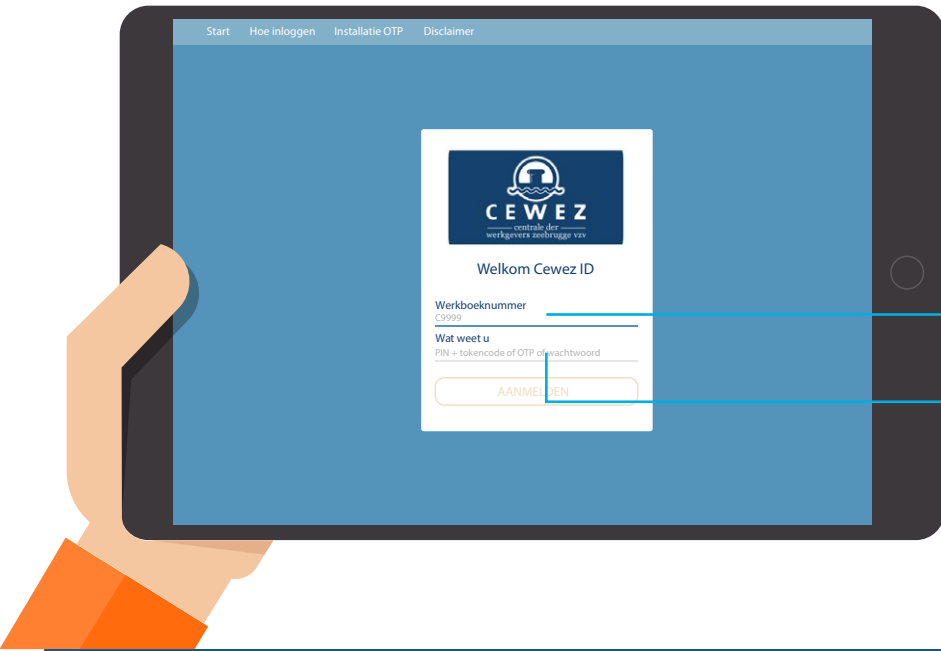 Start Hoe inloggen Installatie OTP Disclaimer
CEWEZ
centrale der
werkgevers zeebrugge vzv
Welkom Cewez ID
Werkboeknummer
C9999
Wat weet u
PIN + tokencode of OTP of wachtwoord
AANMELDEN